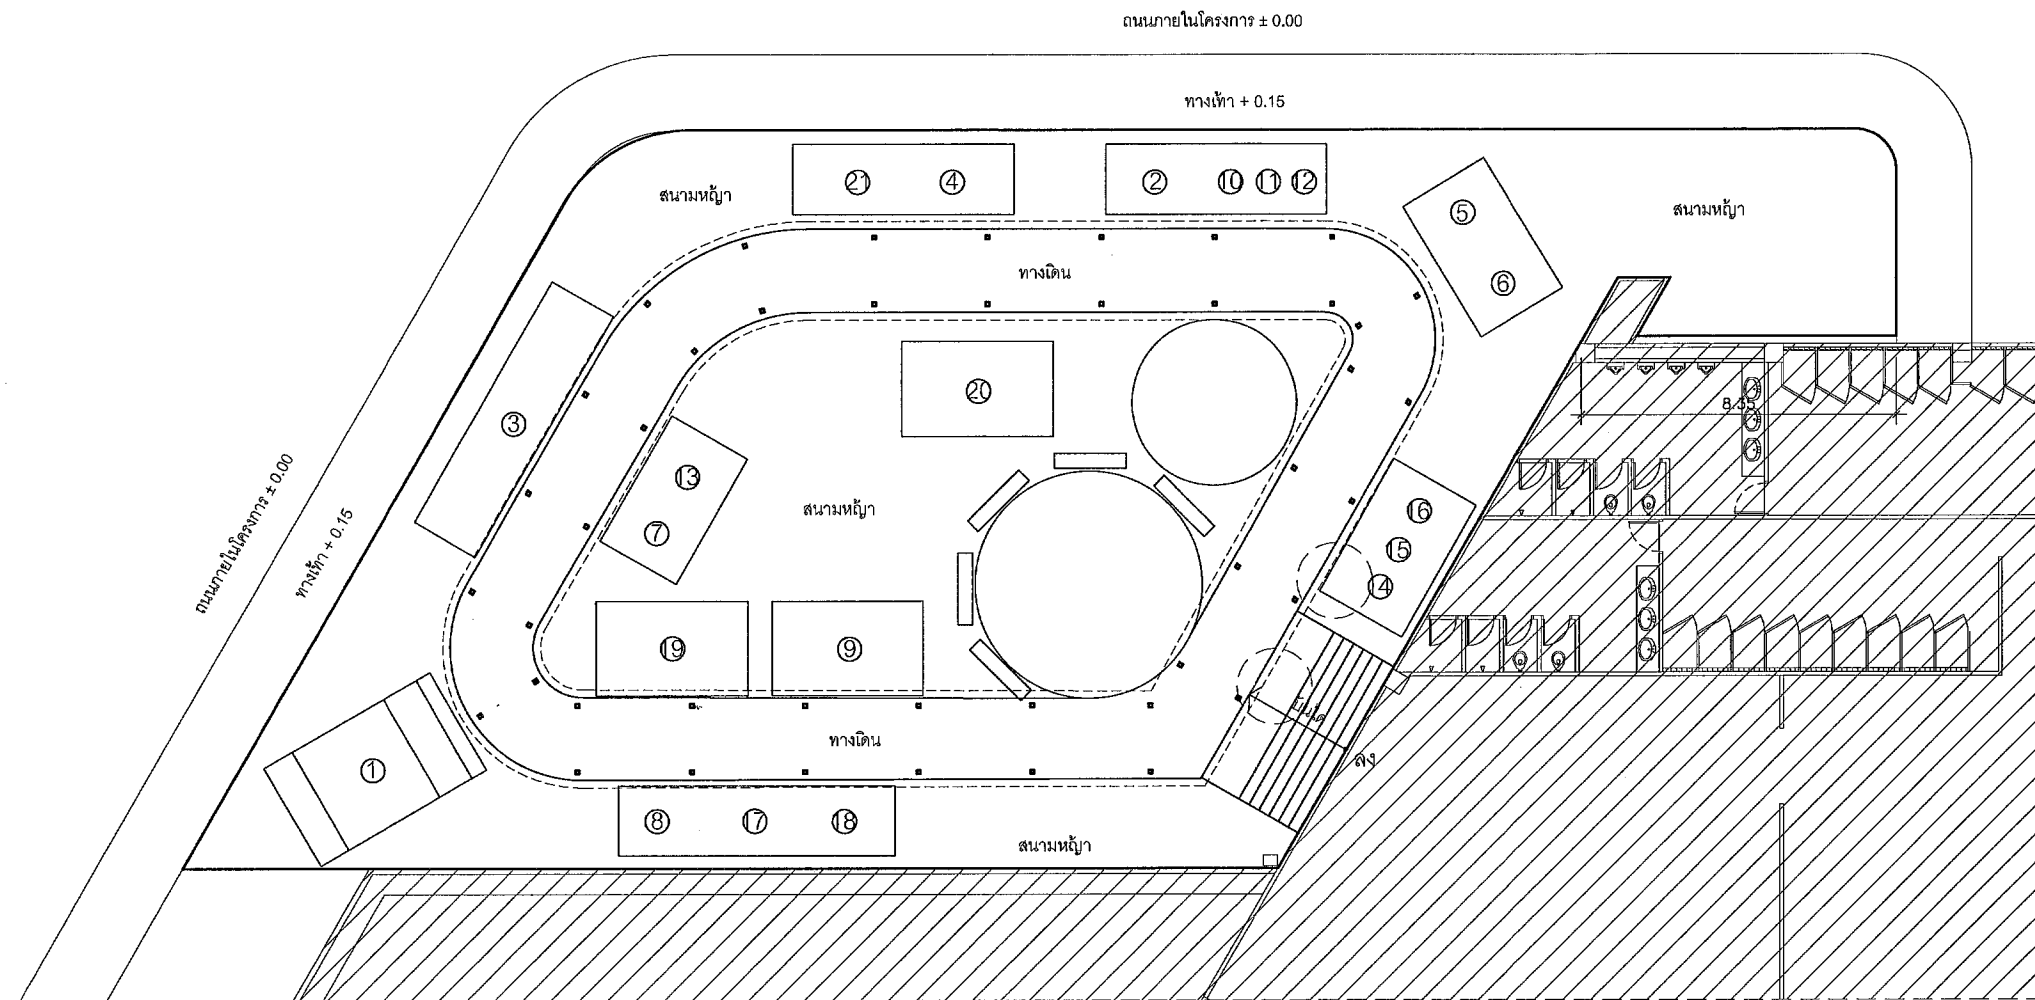 ถนนภายในโครงการ ± 0.00
ทางเท้า + 0.15
สนามหญ้า
21
4
2
10
11
12
5
6
สนามหญ้า
ทางเดิน
3
20
8.35
13
7
สนามหญ้า
16
15
14
ถนนภายในโครงการ ± 0.00
ทางเท้า + 0.15
19
9
บันได
ลง
1
ทางเดิน
8
17
18
สนามหญ้า